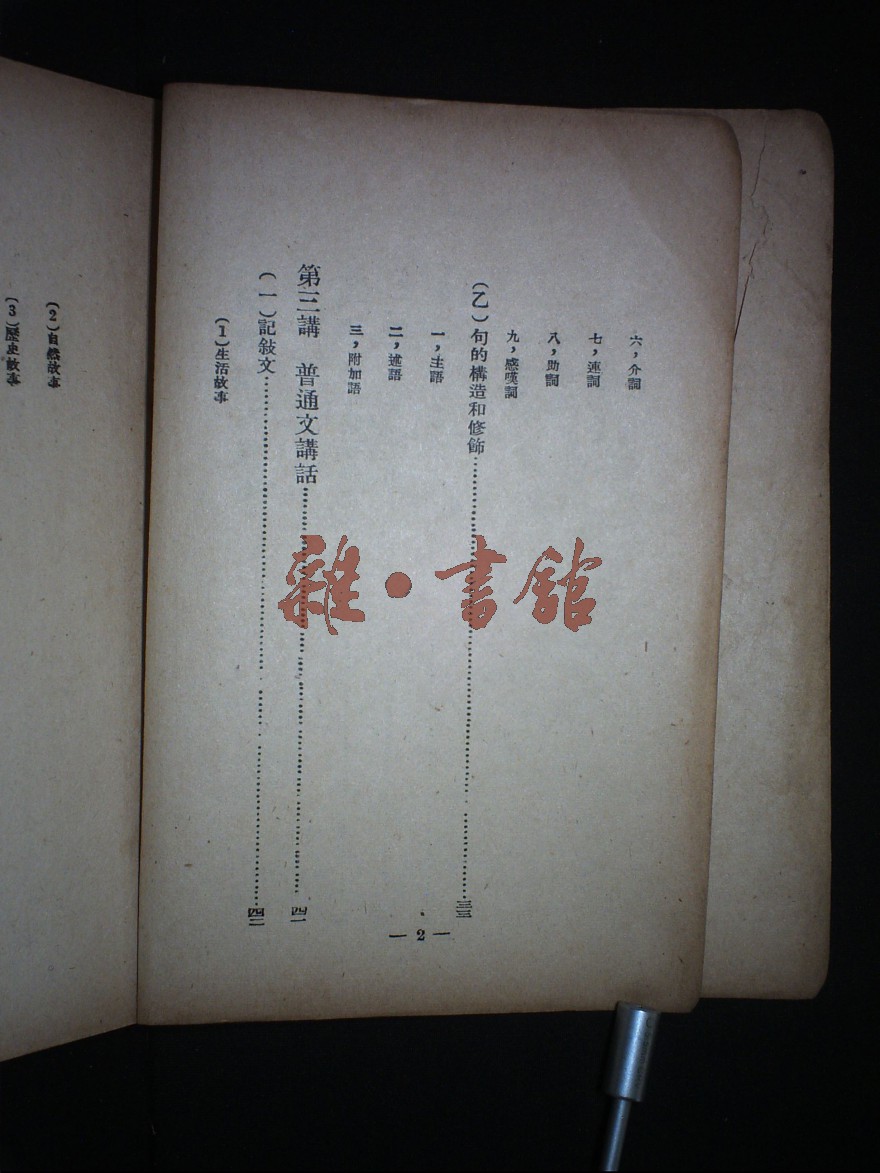 六，介詞
七，連詞
八，助詞
九，感嘆詞
（乙）句的構造和修飾……三三
一，主語
二，述語
三，附加語
第三講　普通文講話……四一
（一）記敍文……四二
（1）生活故事
— 2 —
（2）自然故事
（3）歷史故事
雜·書館